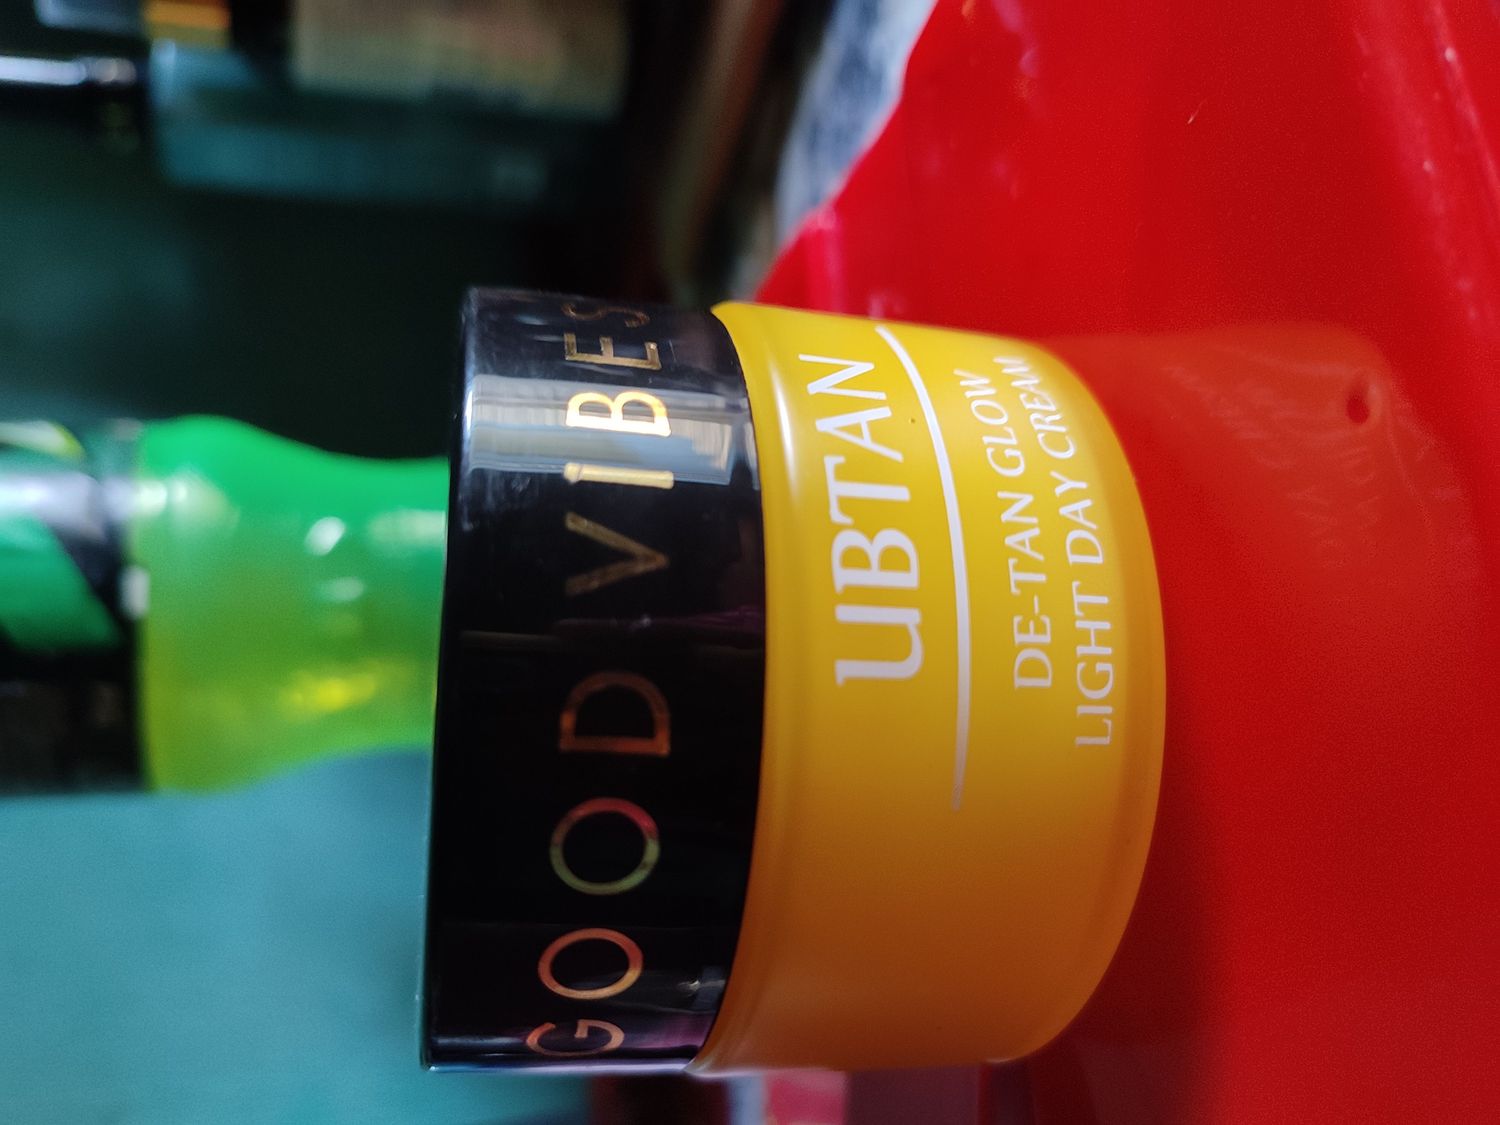 GOOD VIBES
UBTAN
DE-TAN GLOW
LIGHT DAY CREAM